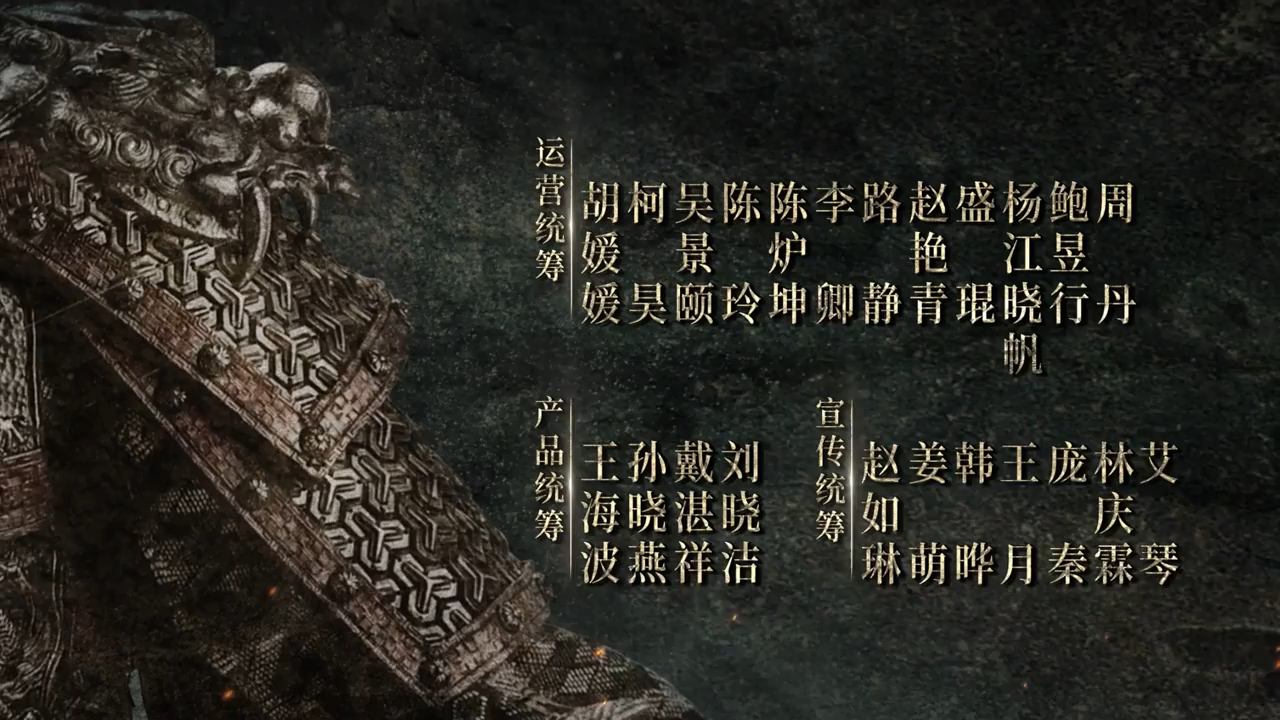 运营统筹
胡媛媛
柯昊
吴景颐
陈玲
陈炉坤
李卿
路静
赵艳青
盛琨
杨江晓帆
鲍昱行
周丹
产品统筹
王海波
孙晓燕
戴湛祥
刘晓洁
宣传统筹
赵如琳
姜萌
韩晔
王月
庞秦
林庆霖
艾琴